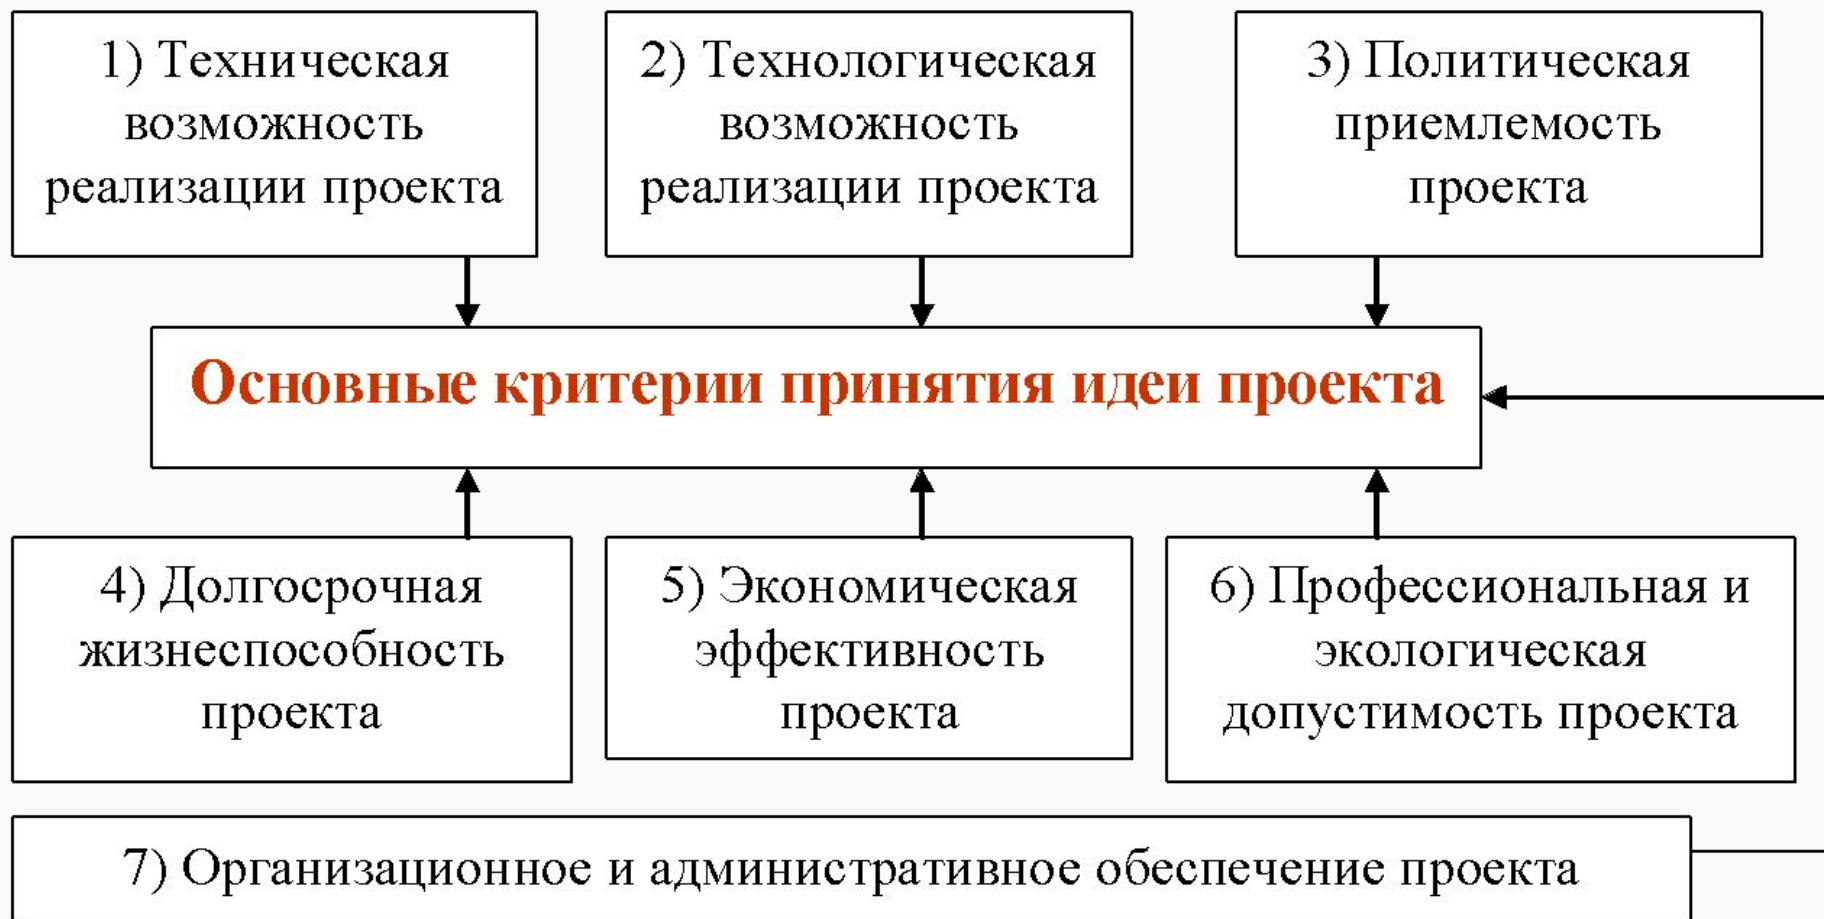 1) Техническая
возможность
реализации проекта
2) Технологическая
возможность
реализации проекта
3) Политическая
приемлемость
проекта
Основные критерии принятия идеи проекта
4) Долгосрочная
жизнеспособность
проекта
5) Экономическая
эффективность
проекта
6) Профессиональная и
экологическая
допустимость проекта
7) Организационное и административное обеспечение проекта